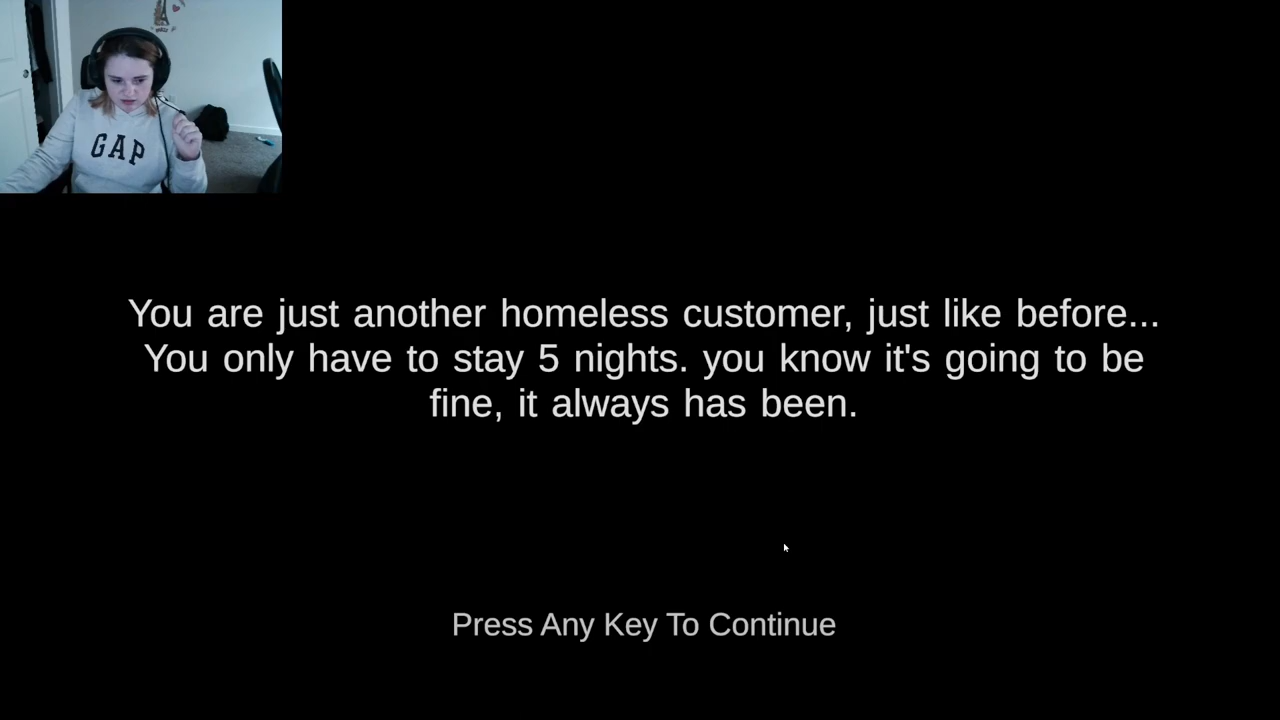 GAP
You are just another homeless customer, just like before...
You only have to stay 5 nights. you know it's going to be
fine, it always has been.
Press Any Key To Continue